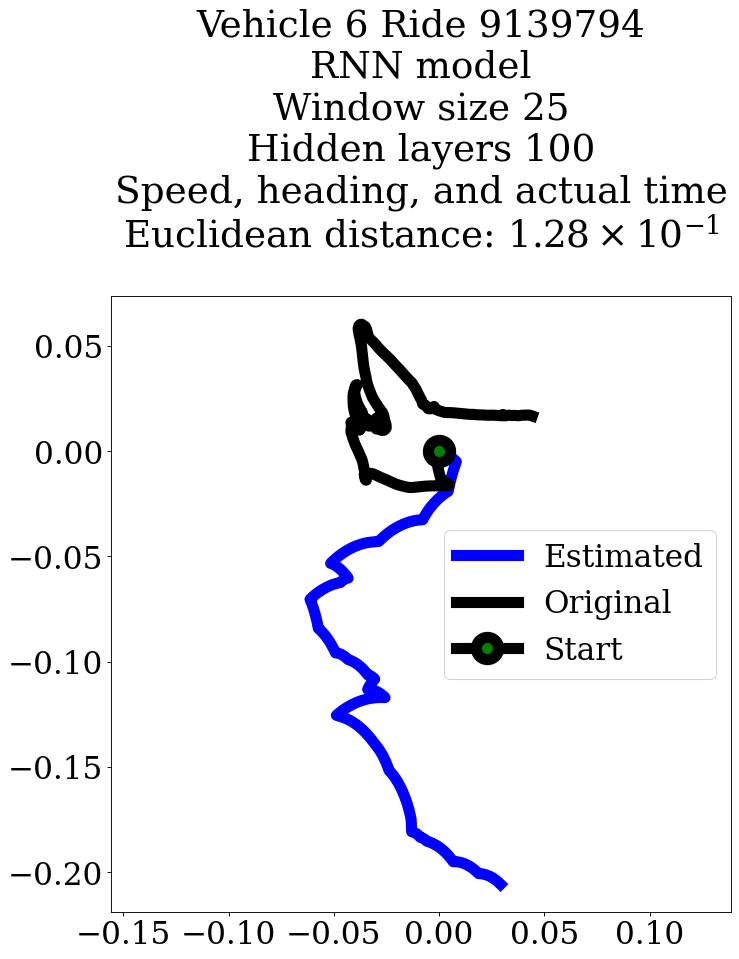 Vehicle 6 Ride 9139794
RNN model
Window size 25
Hidden layers 100
Speed, heading, and actual time
Euclidean distance: 1.28 × 10⁻¹
0.05
0.00
−0.05
−0.10
−0.15
−0.20
Estimated
Original
Start
−0.15 −0.10 −0.05 0.00 0.05 0.10